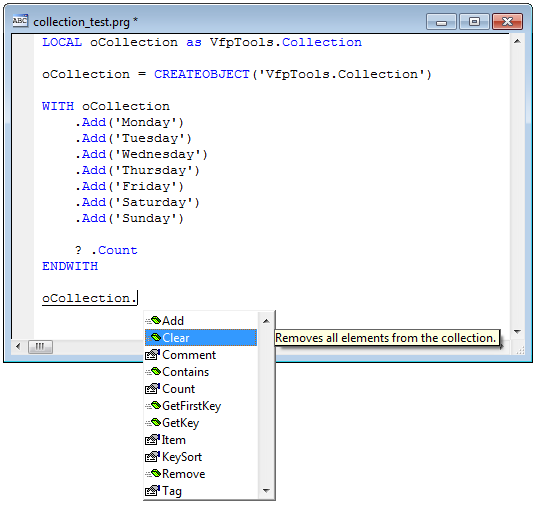 ABC collection_test.prg *
LOCAL oCollection as VfpTools.Collection
oCollection = CREATEOBJECT('VfpTools.Collection')
WITH oCollection
.Add('Monday')
.Add('Tuesday')
.Add('Wednesday')
.Add('Thursday')
.Add('Friday')
.Add('Saturday')
.Add('Sunday')
? .Count
ENDWITH
oCollection.
Add
Clear
Removes all elements from the collection.
Comment
Contains
Count
GetFirstKey
GetKey
Item
KeySort
Remove
Tag